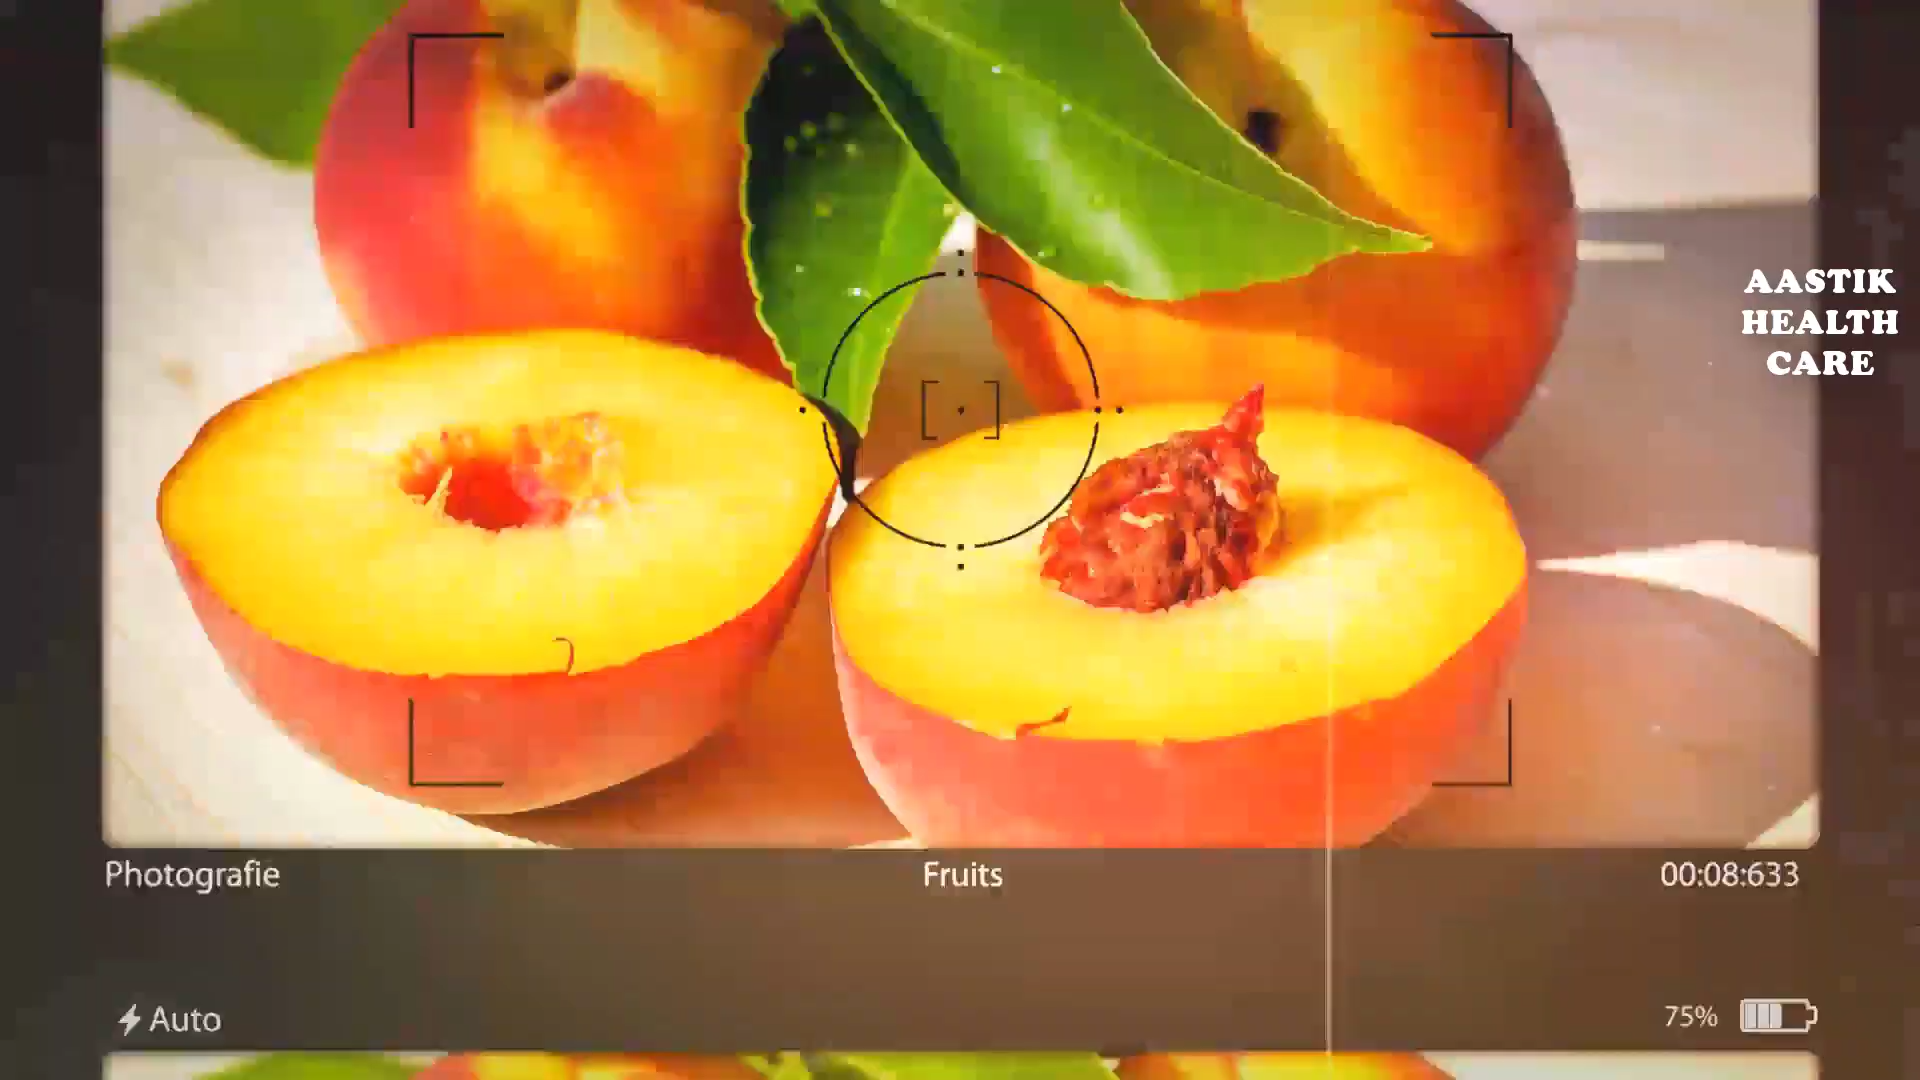 AASTIK
HEALTH
CARE
Photografie
Fruits
00:08:633
Auto
75%